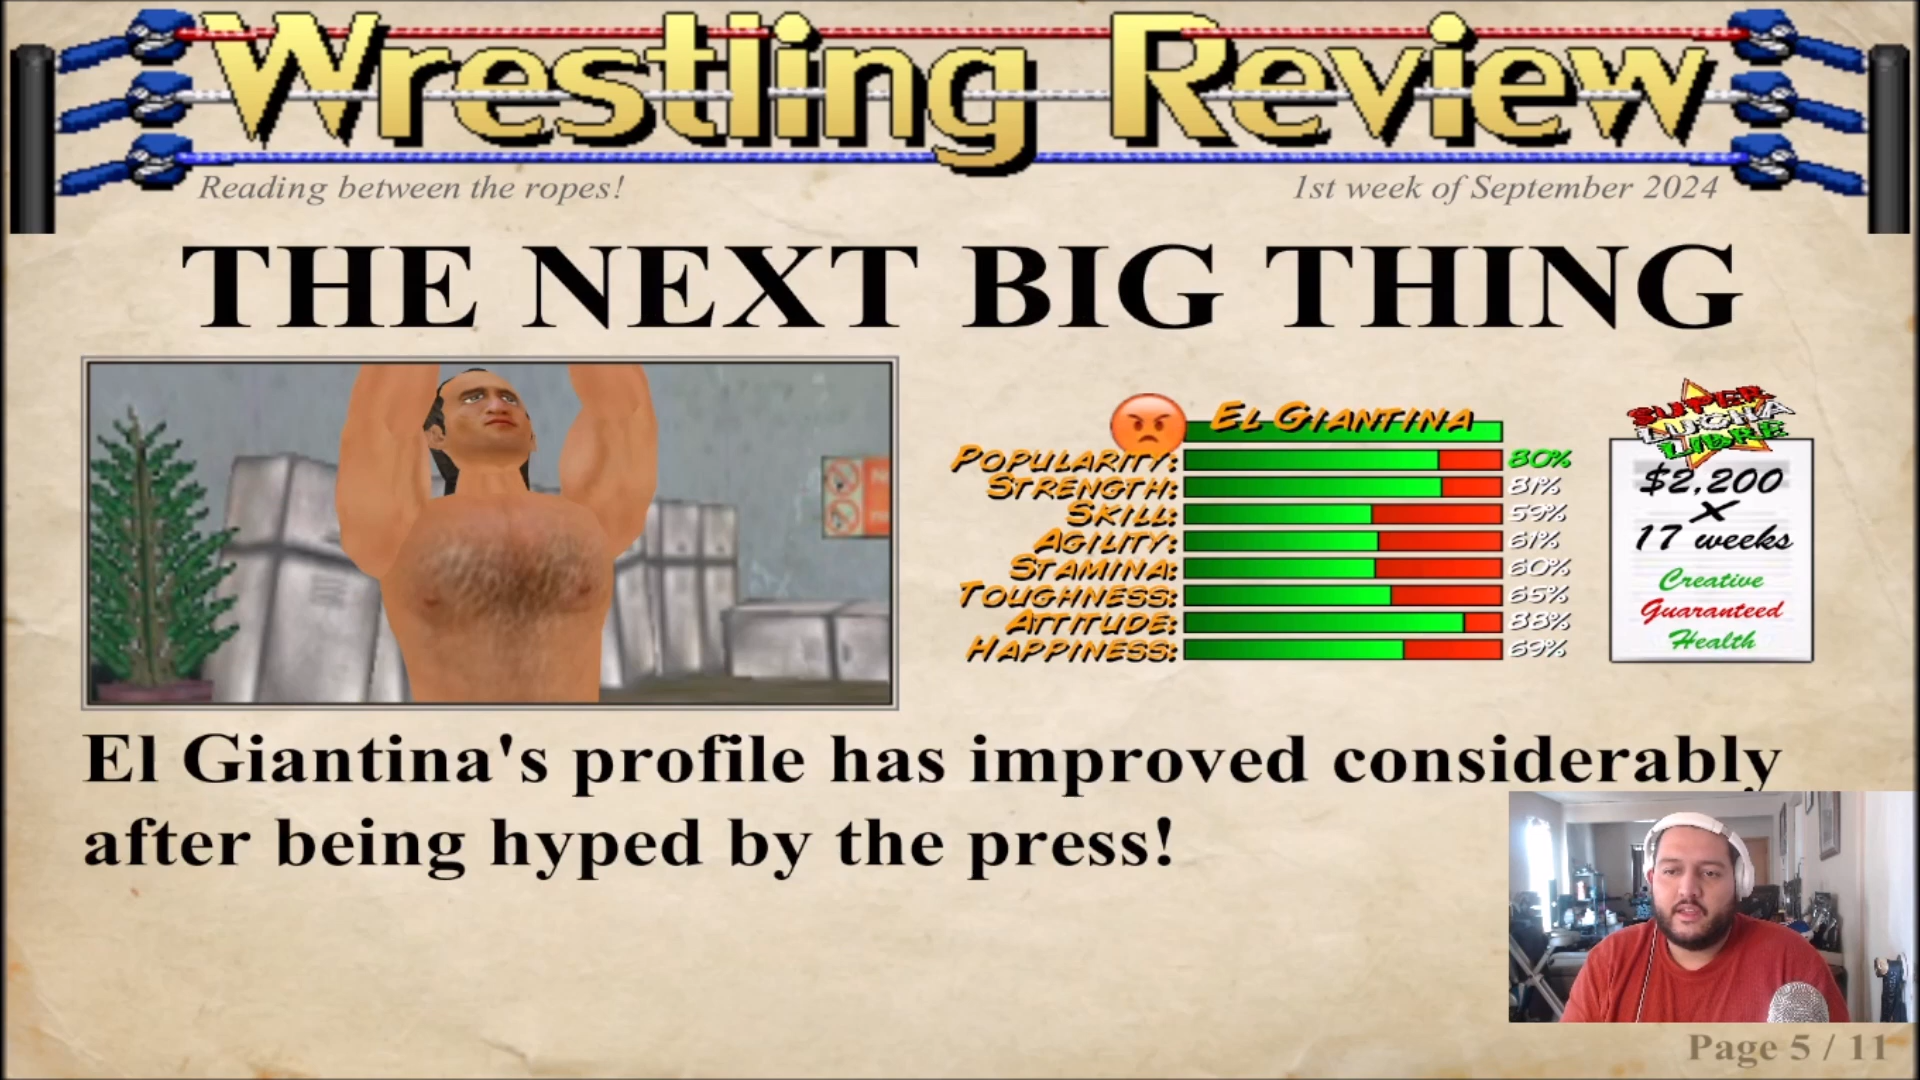 Wrestling Review
Reading between the ropes!
1st week of September 2024
THE NEXT BIG THING
EL GIANTINA
POPULARITY: 80%
STRENGTH: 81%
SKILL: 59%
AGILITY: 61%
STAMINA: 60%
TOUGHNESS: 65%
ATTITUDE: 88%
HAPPINESS: 69%
SUPER
LUCHA
LIBRE
$2,200
X
17 weeks
Creative
Guaranteed
Health
El Giantina's profile has improved considerably
after being hyped by the press!
Page 5 / 11